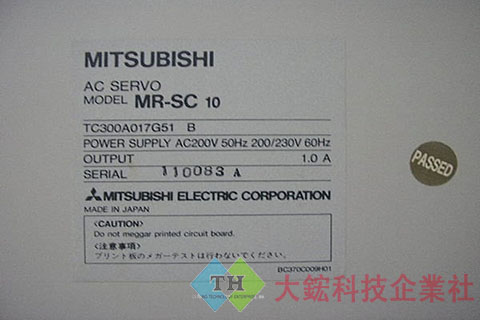 MITSUBISHI
AC SERVO
MODEL MR-SC 10
TC300A017G51 B
POWER SUPPLY AC200V 50Hz 200/230V 60Hz
OUTPUT 1.0 A
SERIAL 110083 A
MITSUBISHI ELECTRIC CORPORATION
MADE IN JAPAN
<CAUTION>
Do not meggar printed circuit board.
<注意事項>
プリント板のメガーテストは行わないでください。
BC370C009H01
PASSED
TH
大鋐科技企業社